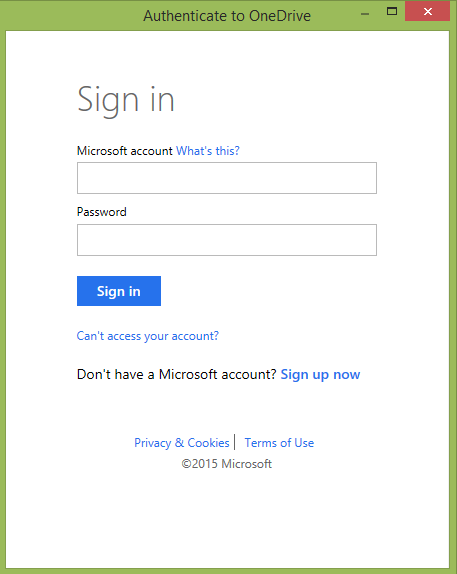 Authenticate to OneDrive
Sign in
Microsoft account What's this?
Password
Sign in
Can't access your account?
Don't have a Microsoft account? Sign up now
Privacy & Cookies | Terms of Use
©2015 Microsoft